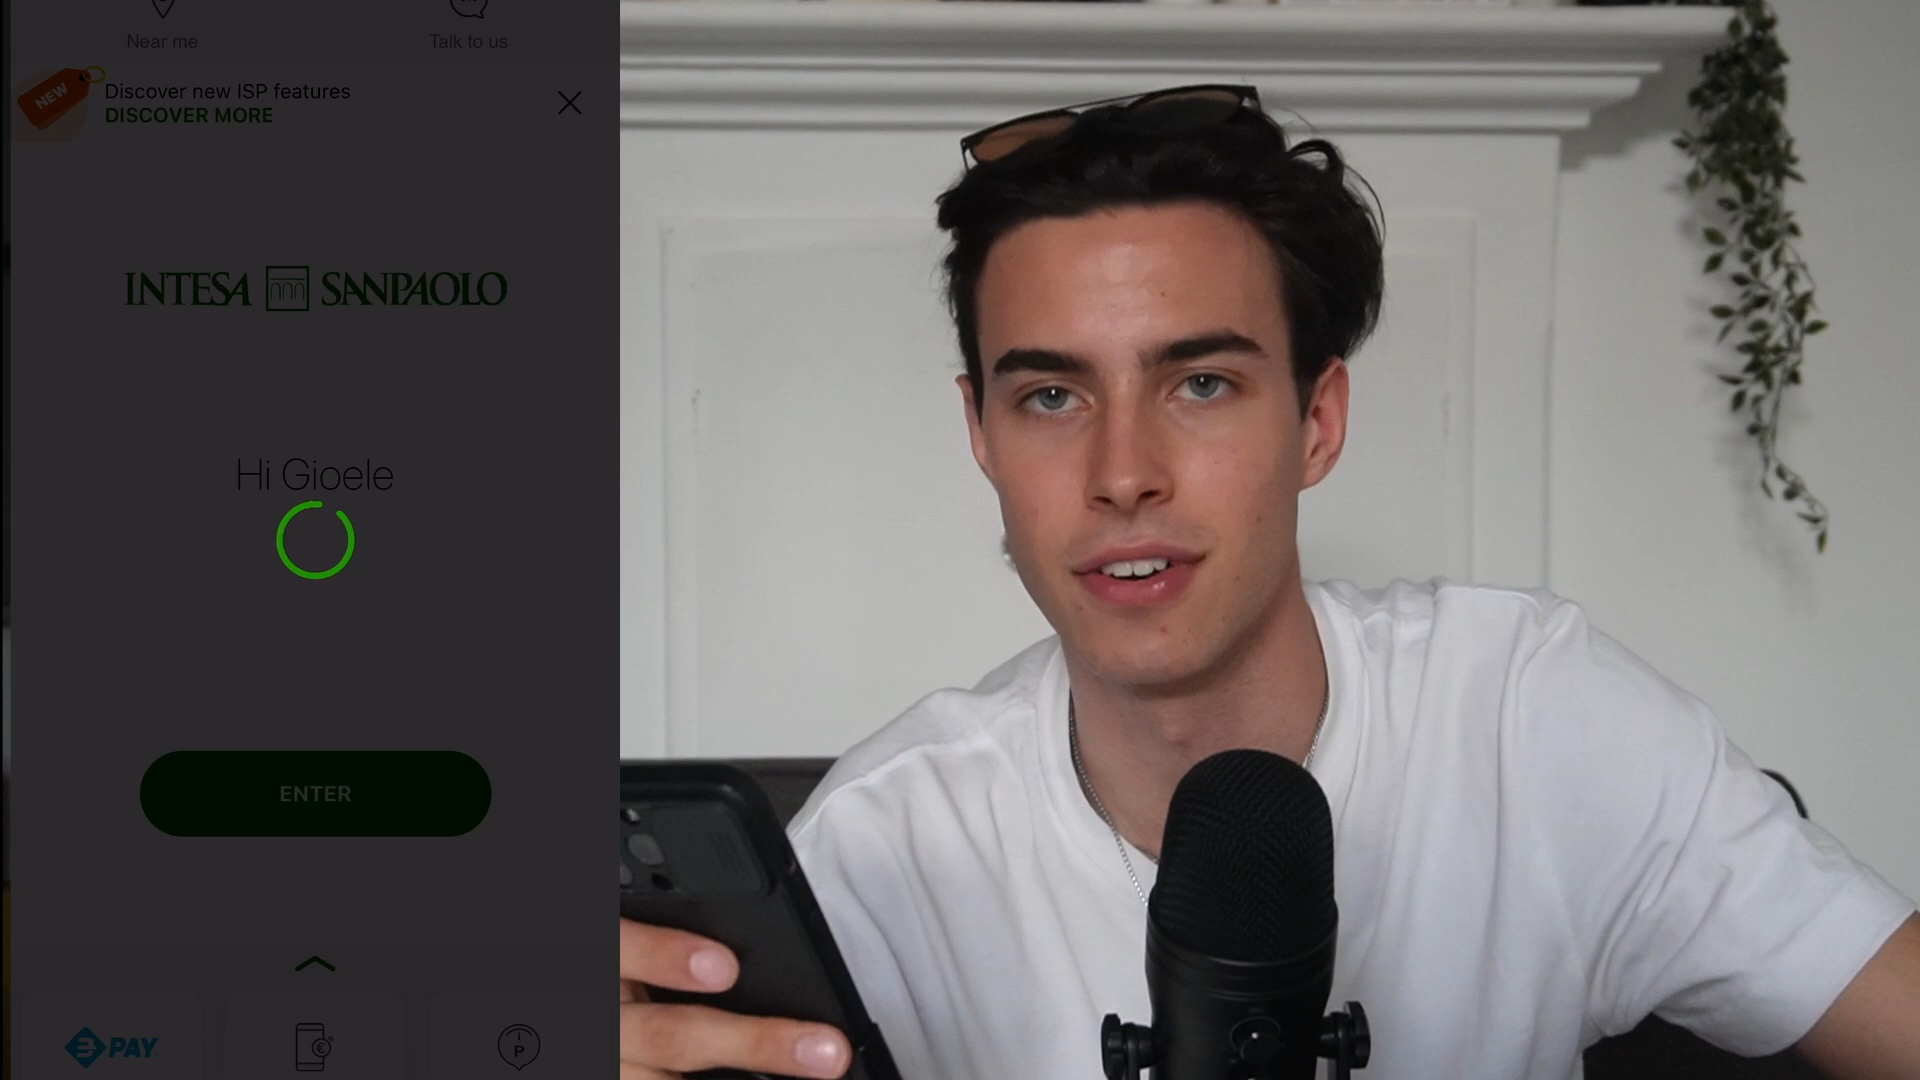 Near me
Talk to us
NEW
Discover new ISP features
DISCOVER MORE
INTESA SANPAOLO
Hi Gioele
ENTER
PAY
€
P